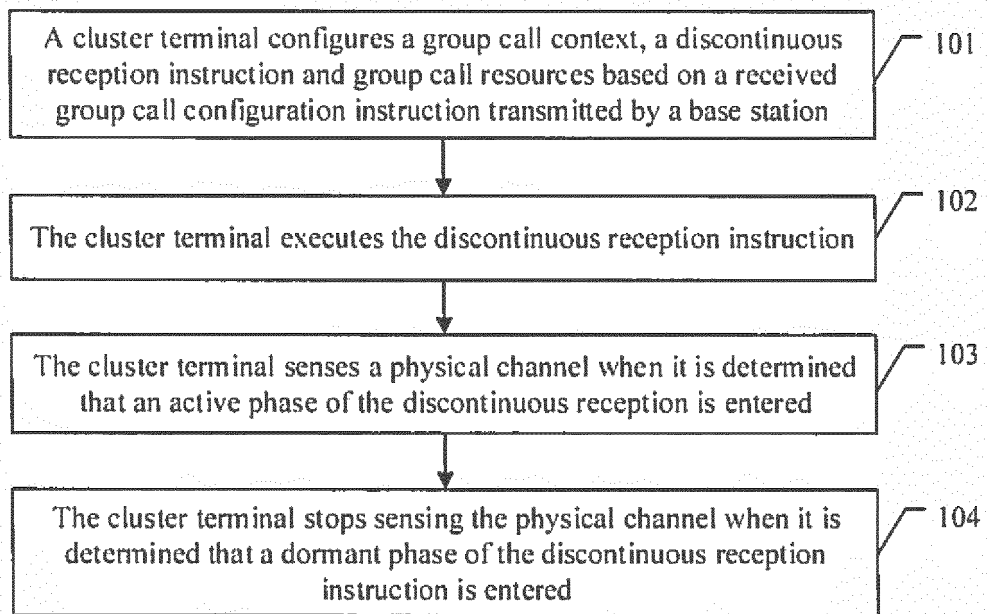 A cluster terminal configures a group call context, a discontinuous
reception instruction and group call resources based on a received
group call configuration instruction transmitted by a base station
101
The cluster terminal executes the discontinuous reception instruction
102
The cluster terminal senses a physical channel when it is determined
that an active phase of the discontinuous reception is entered
103
The cluster terminal stops sensing the physical channel when it is
determined that a dormant phase of the discontinuous reception
instruction is entered
104